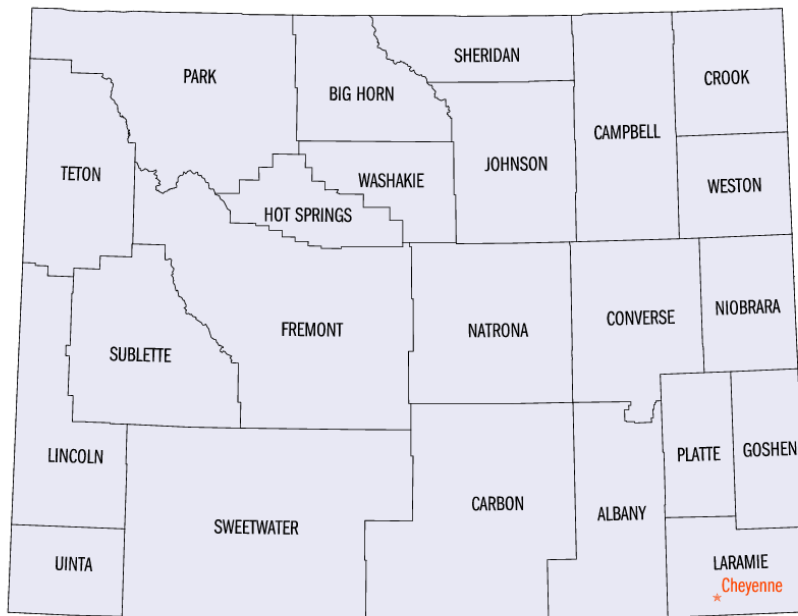 SHERIDAN
PARK
CROOK
BIG HORN
CAMPBELL
JOHNSON
TETON
WASHAKIE
WESTON
HOT SPRINGS
NIOBRARA
CONVERSE
FREMONT
NATRONA
SUBLETTE
GOSHEN
PLATTE
LINCOLN
CARBON
ALBANY
SWEETWATER
UINTA
LARAMIE
Cheyenne